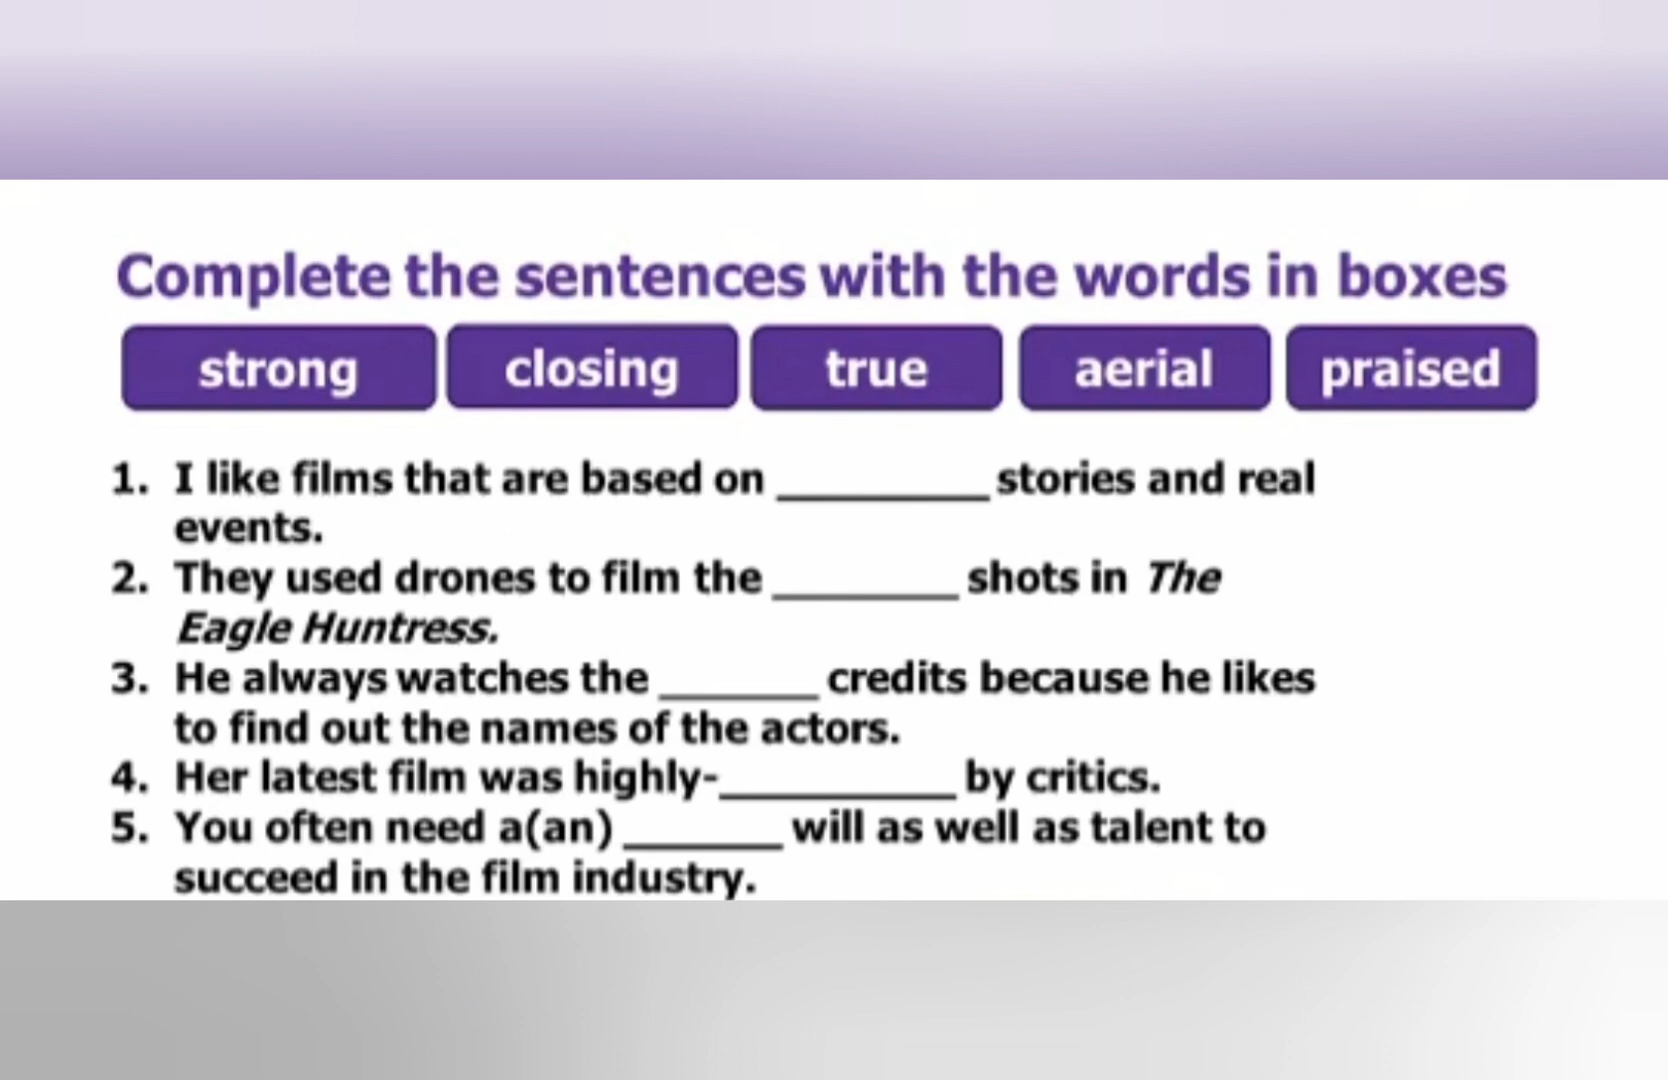 Complete the sentences with the words in boxes
strong closing true aerial praised
1. I like films that are based on __________ stories and real
events.
2. They used drones to film the _________ shots in The
Eagle Huntress.
3. He always watches the ________ credits because he likes
to find out the names of the actors.
4. Her latest film was highly-___________ by critics.
5. You often need a(an) ________ will as well as talent to
succeed in the film industry.